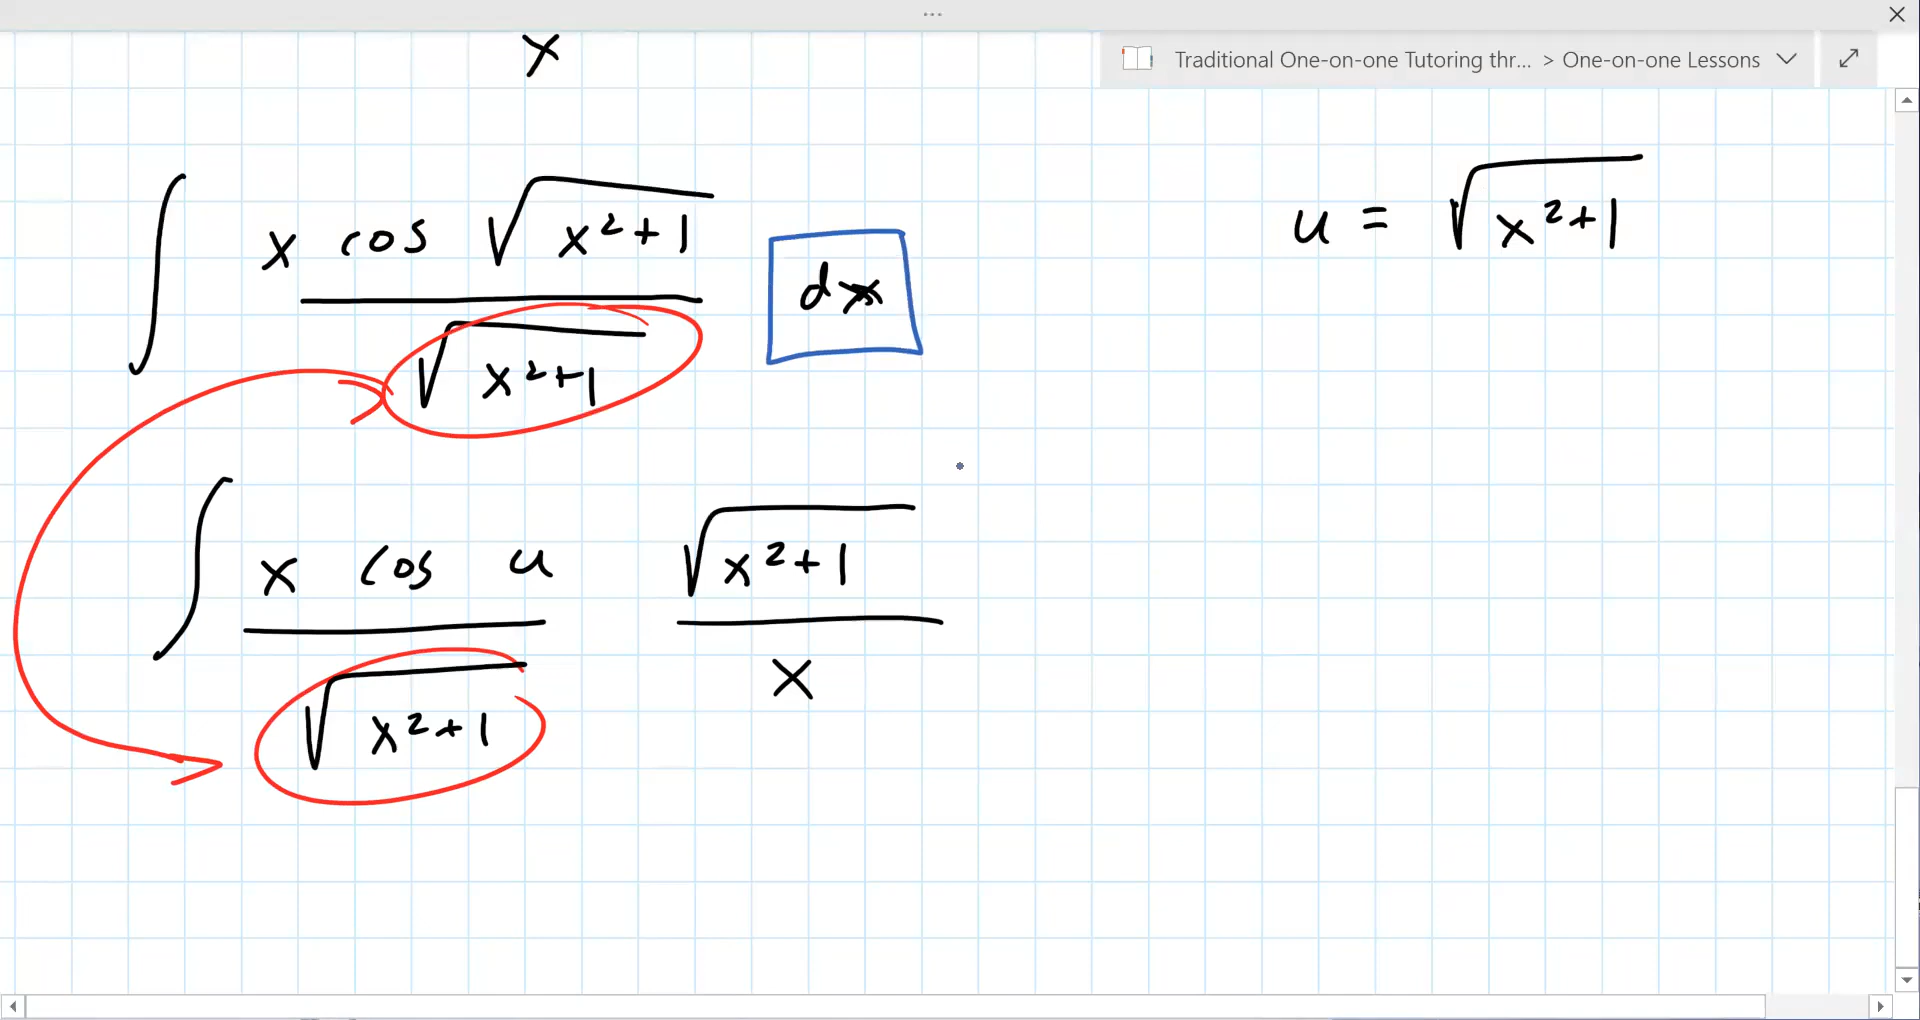 ...
x
Traditional One-on-one Tutoring thr... > One-on-one Lessons
∫ x cos √(x²+1) / √(x²+1) dx
u = √(x²+1)
∫ x cos u / √(x²+1) √(x²+1) / x